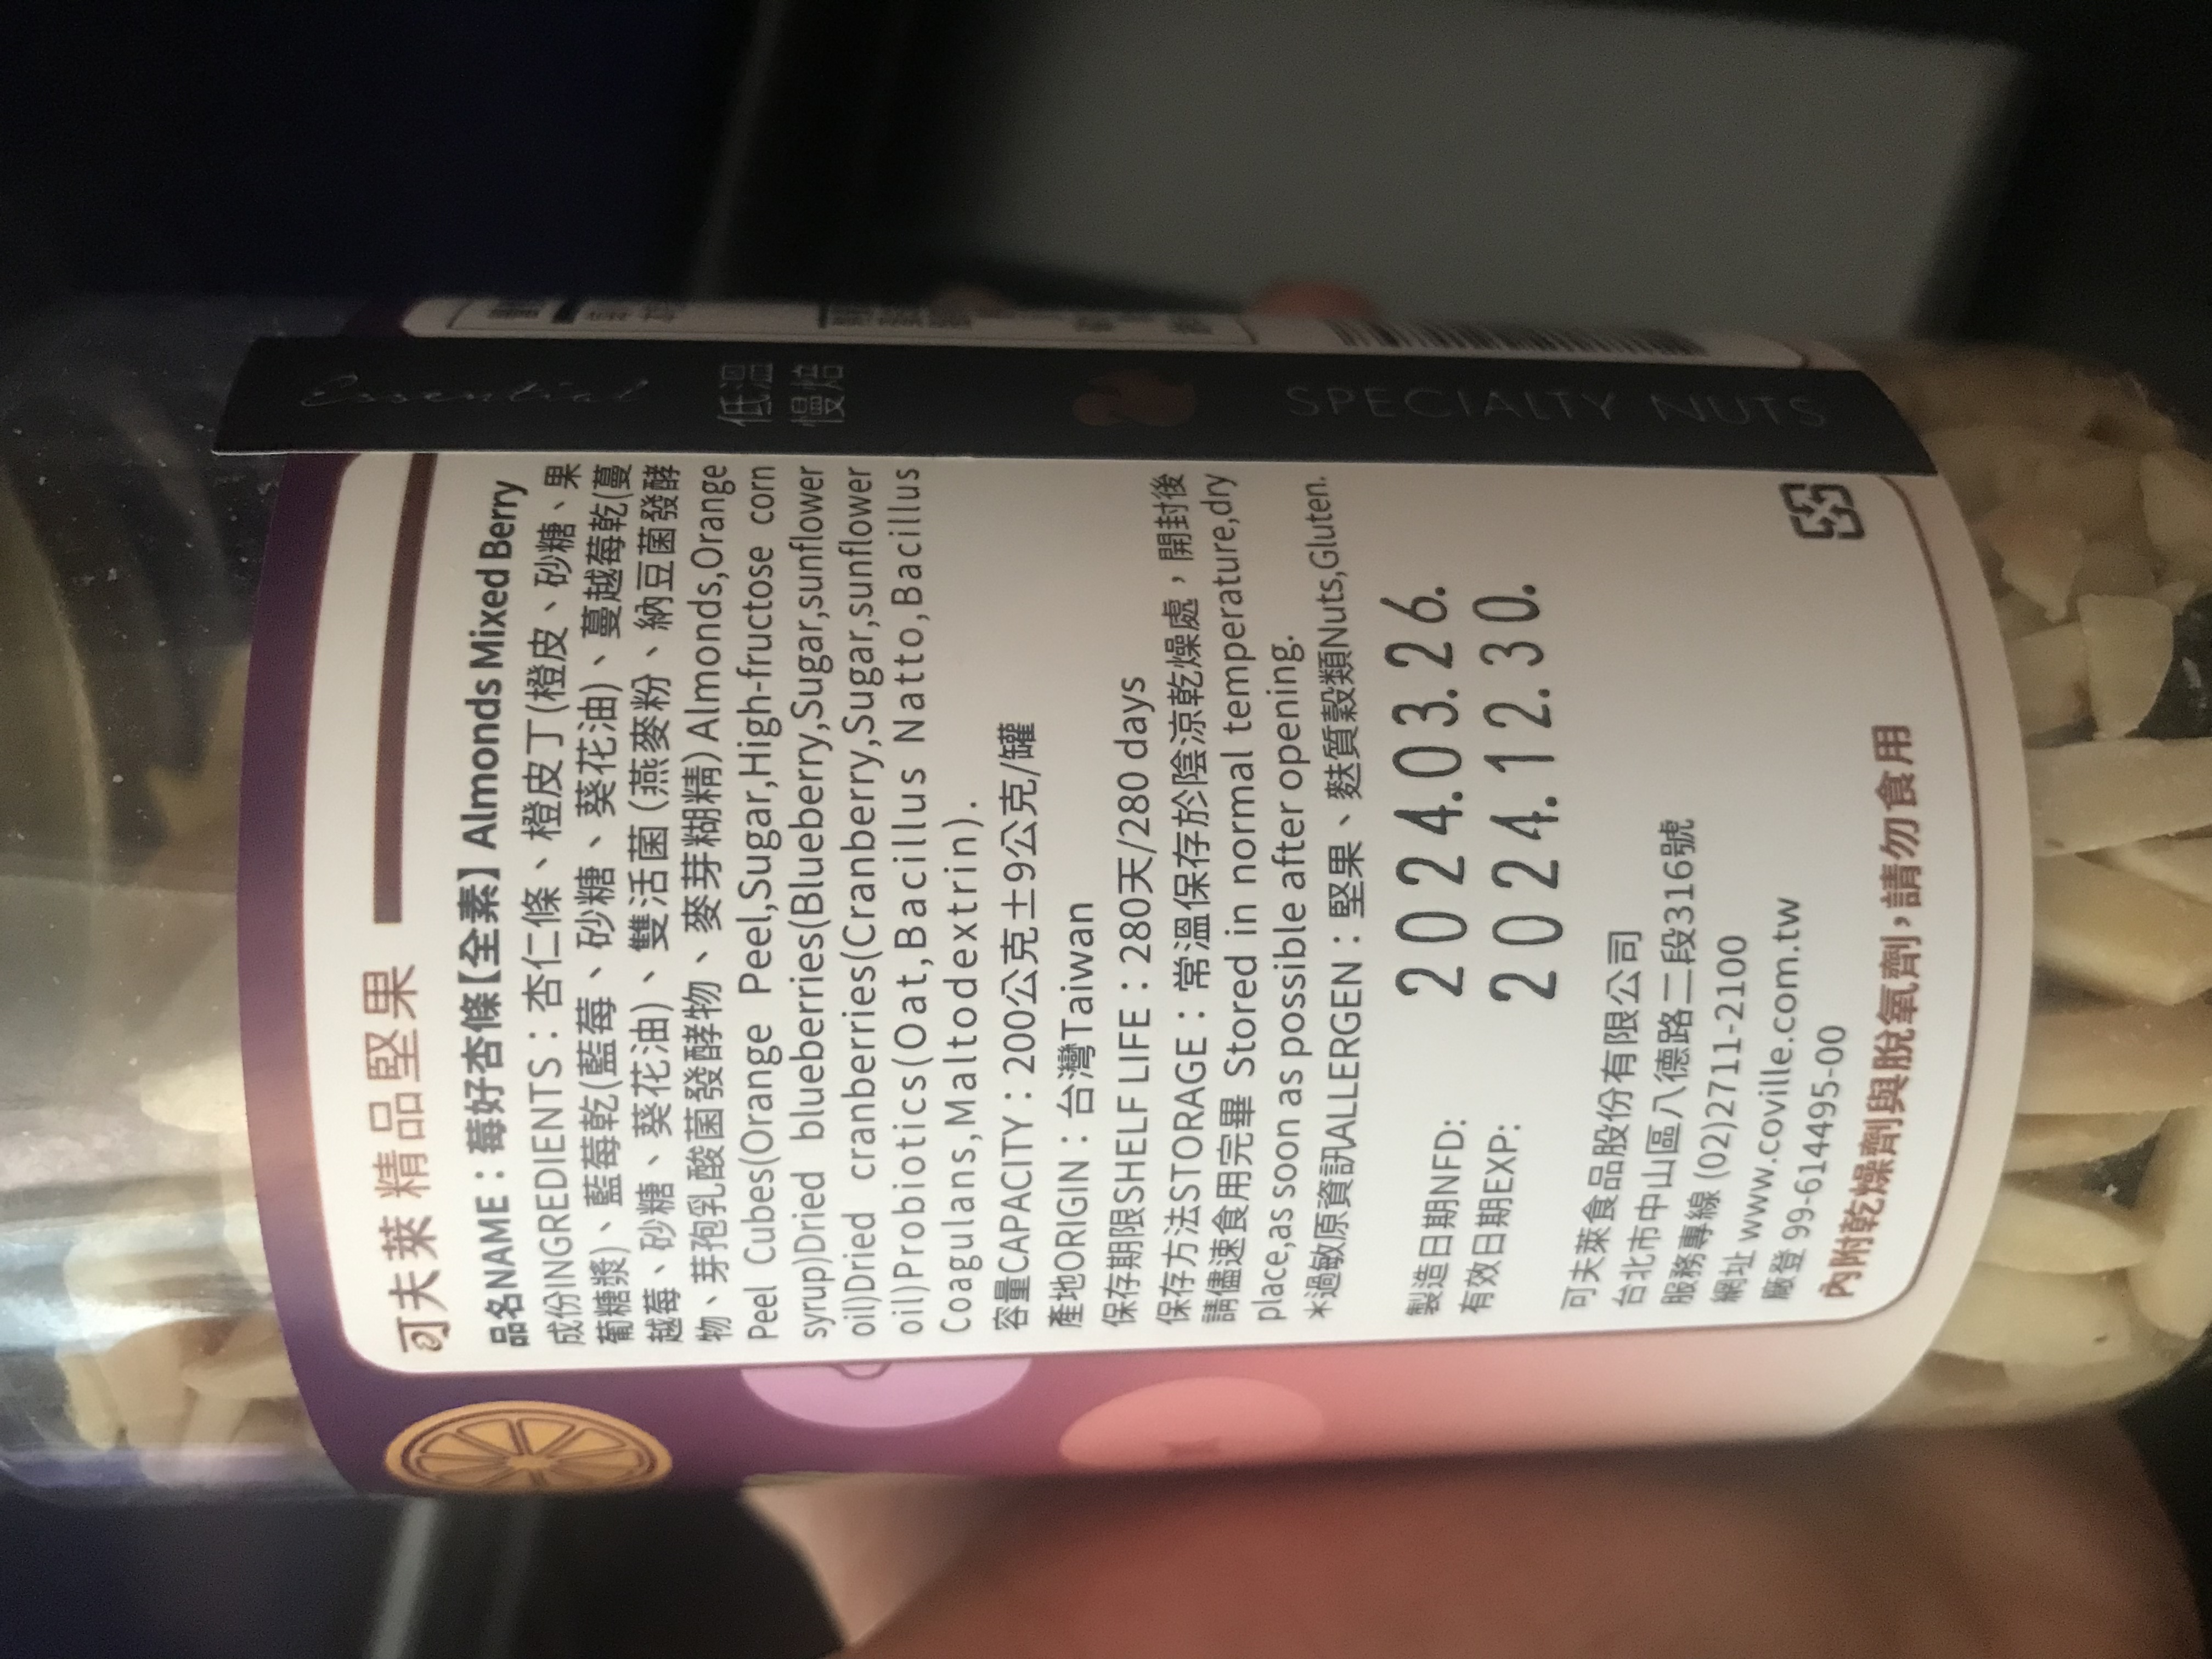 可夫萊 精品堅果
品名NAME：莓好杏條【全素】Almonds Mixed Berry
成份INGREDIENTS：杏仁條、橙皮丁(橙皮、砂糖、果
葡糖漿)、藍莓乾(藍莓、砂糖、葵花油)、蔓越莓乾(蔓
越莓、砂糖、葵花油)、雙活菌(燕麥粉、納豆菌發酵
物、芽孢乳酸菌發酵物、麥芽糊精)Almonds,Orange
Peel Cubes(Orange Peel,Sugar,High-fructose corn
syrup)Dried blueberries(Blueberry,Sugar,sunflower
oil)Dried cranberries(Cranberry,Sugar,sunflower
oil)Probiotics(Oat,Bacillus Natto,Bacillus
Coagulans,Maltodextrin).
容量CAPACITY：200公克±9公克/罐
產地ORIGIN：台灣Taiwan
保存期限SHELF LIFE：280天/280 days
保存方法STORAGE：常溫保存於陰涼乾燥處，開封後
請儘速食用完畢 Stored in normal temperature,dry
place,as soon as possible after opening.
＊過敏原資訊ALLERGEN：堅果、麩質穀類Nuts,Gluten.
製造日期NFD: 2024.03.26.
有效日期EXP: 2024.12.30.
可夫萊食品股份有限公司
台北市中山區八德路二段316號
服務專線 (02)2711-2100
網址 www.coville.com.tw
廠登 99-614495-00
內附乾燥劑與脫氧劑，請勿食用
Essential
低溫
慢焙
SPECIALTY NUTS